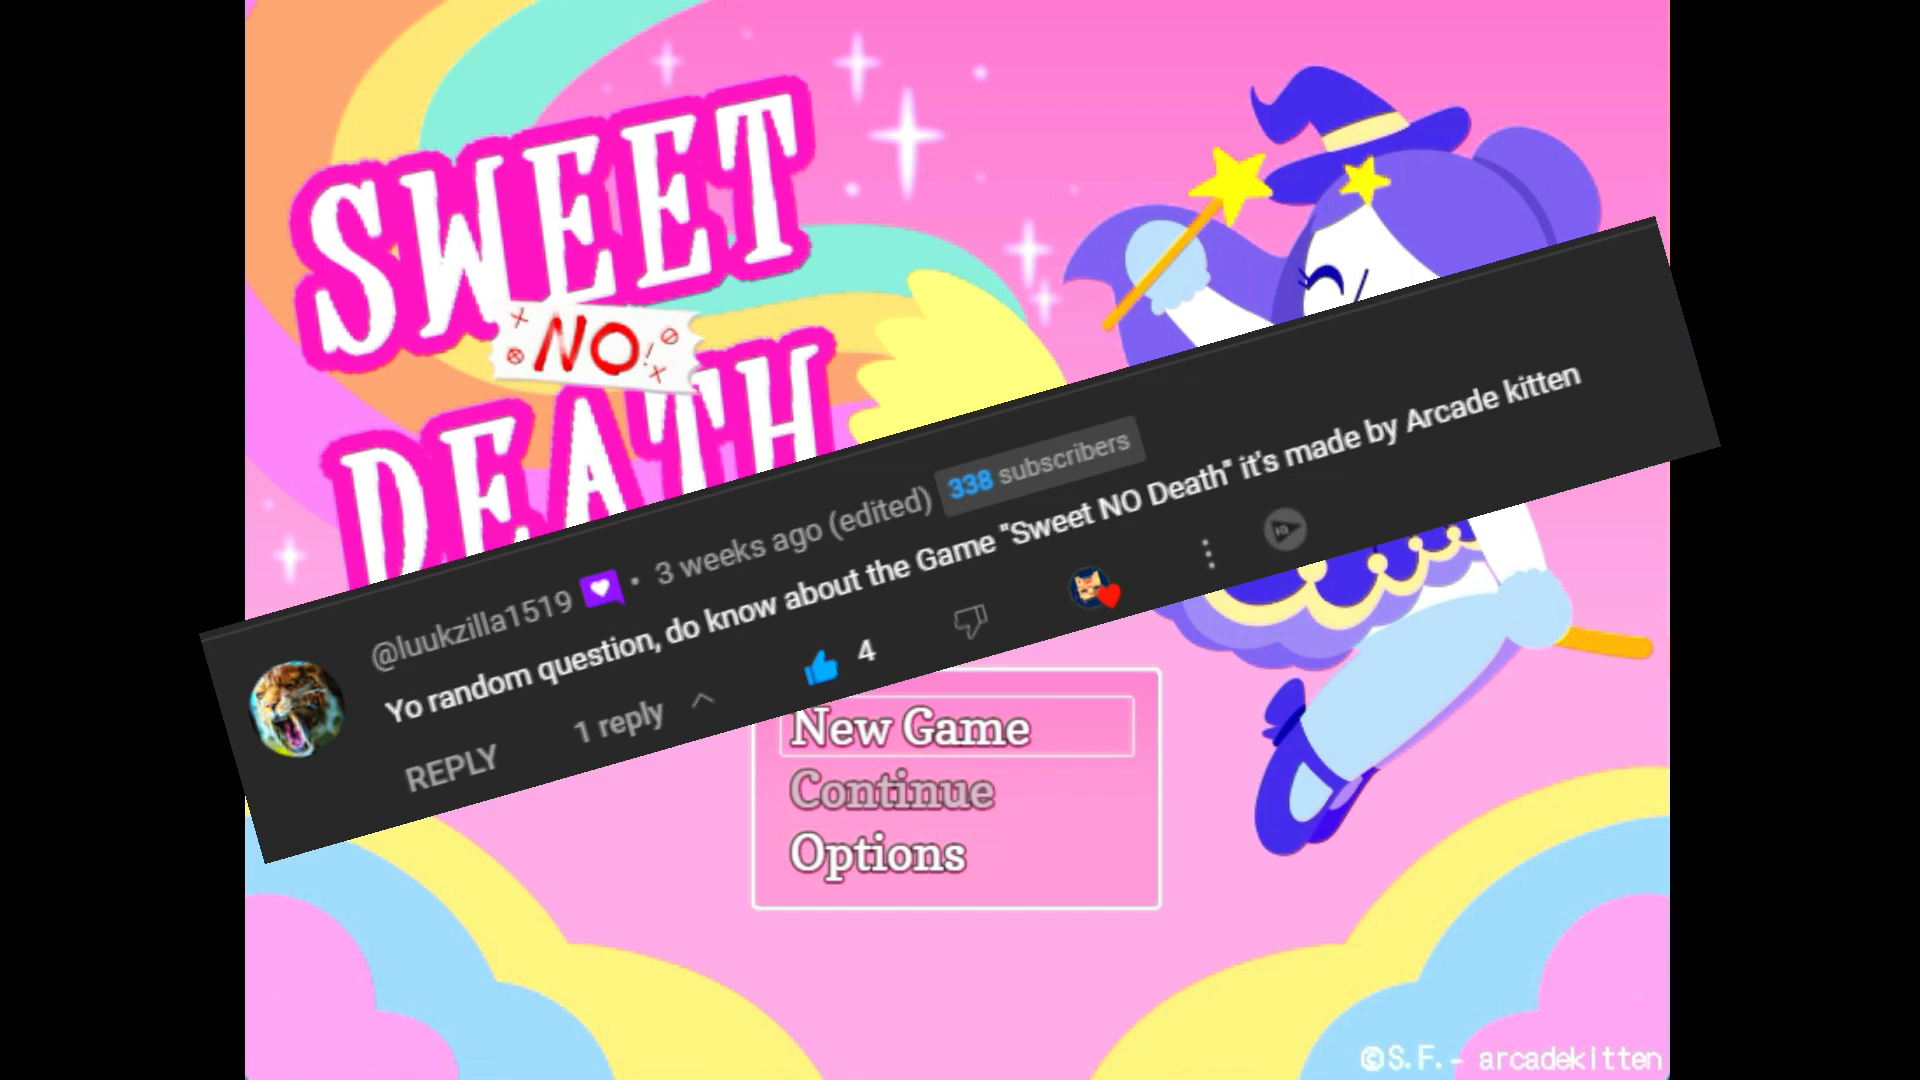 SWEET
NO!
DEATH
@luukzilla1519 • 3 weeks ago (edited) 338 subscribers
Yo random question, do know about the Game "Sweet NO Death" it's made by Arcade kitten
REPLY 1 reply 4
New Game
Continue
Options
©S.F.- arcadekitten